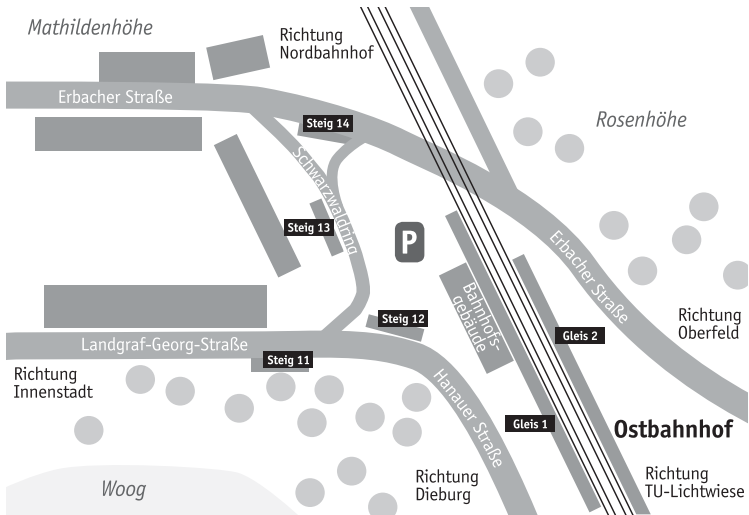 Mathildenhöhe
Richtung
Nordbahnhof
Erbacher Straße
Steig 14
Rosenhöhe
Schwarzwaldring
Steig 13
P
Erbacher Straße
Bahnhofs-
gebäude
Steig 12
Richtung
Oberfeld
Gleis 2
Landgraf-Georg-Straße
Steig 11
Richtung
Innenstadt
Hanauer Straße
Gleis 1
Ostbahnhof
Richtung
Dieburg
Richtung
TU-Lichtwiese
Woog